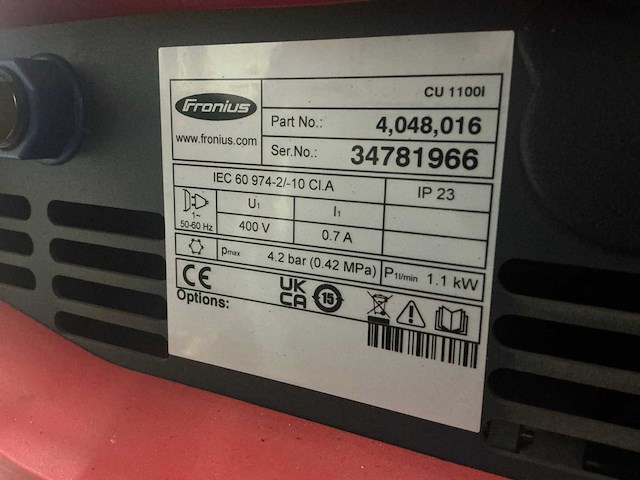 Fronius
www.fronius.com
CU 1100i
Part No.: 4,048,016
Ser.No.: 34781966
IEC 60 974-2/-10 Cl.A
IP 23
1~
50-60 Hz
U1
I1
400 V
0.7 A
pmax 4.2 bar (0.42 MPa)
P1l/min 1.1 kW
CE
UK
CA
15
Options: